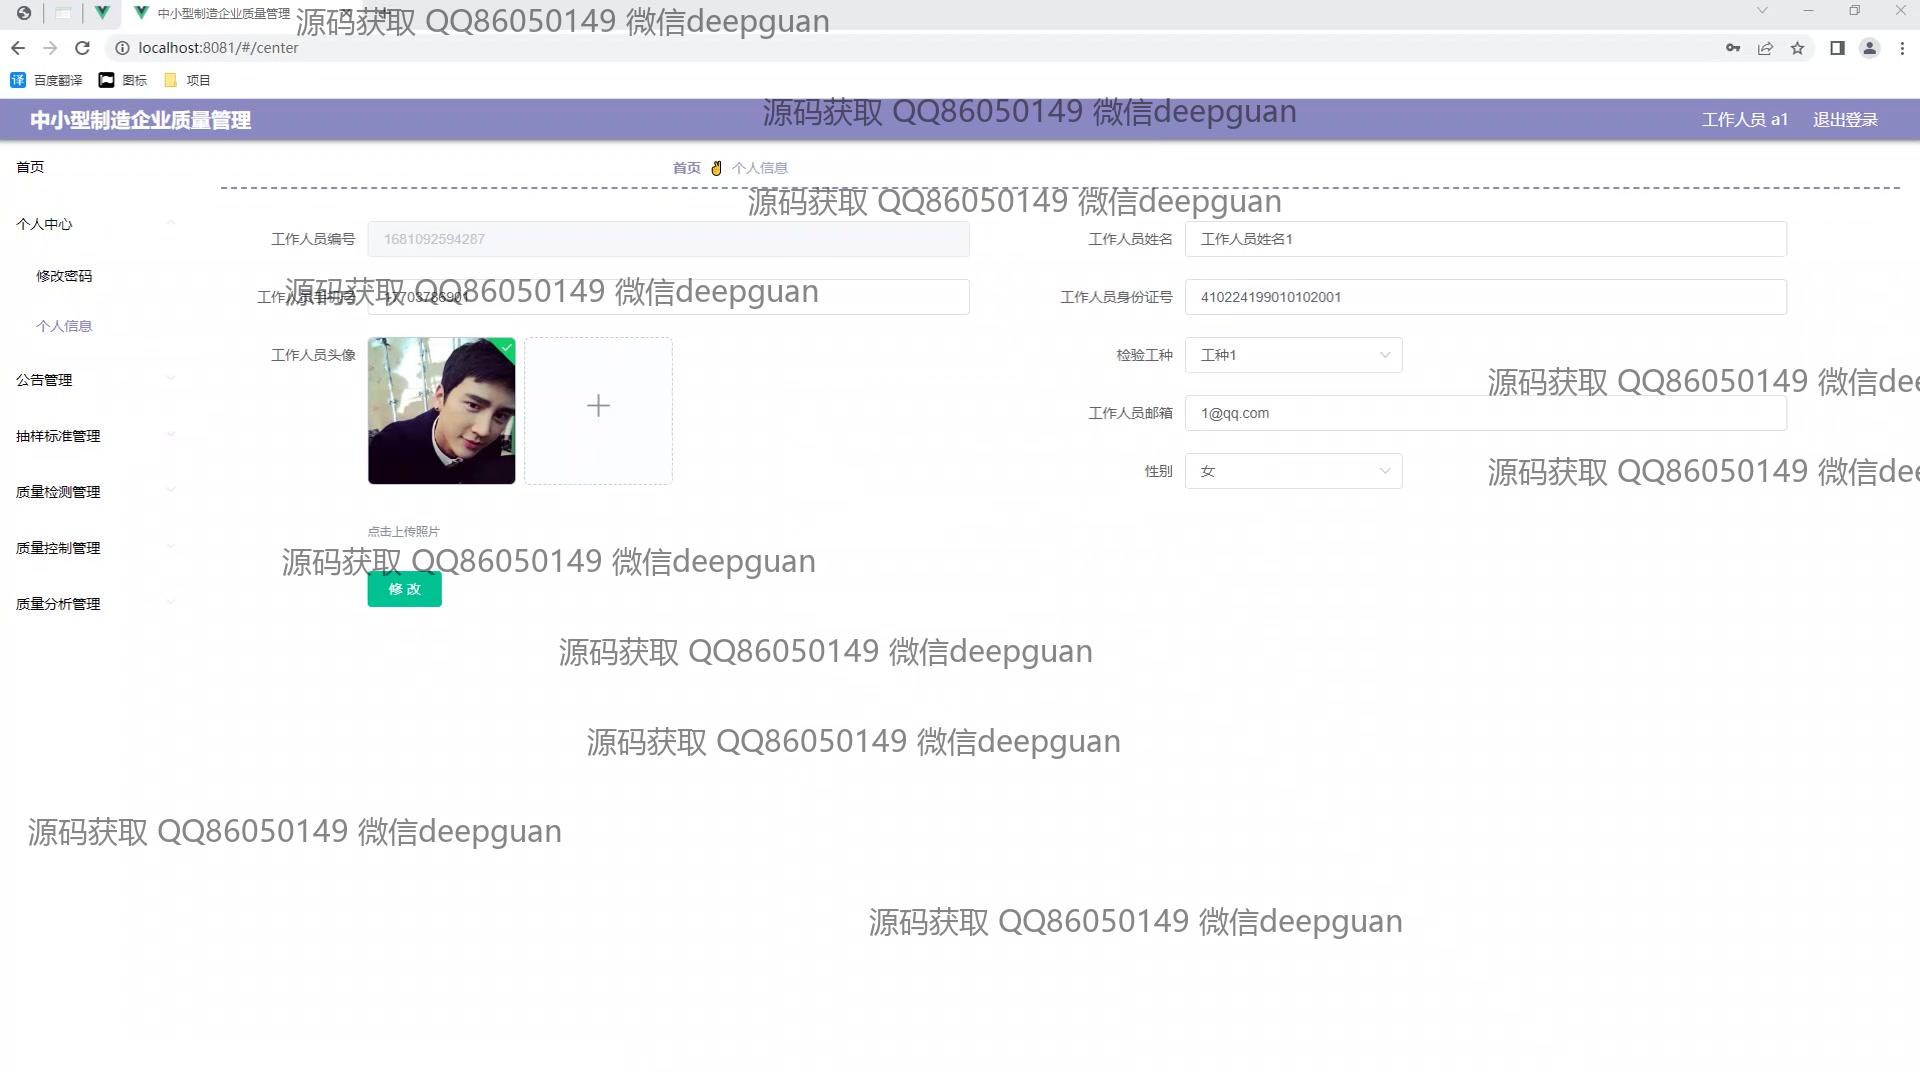 中小型制造企业质量管理
源码获取 QQ86050149 微信deepguan
localhost:8081/#/center
百度翻译 图标 项目
中小型制造企业质量管理
源码获取 QQ86050149 微信deepguan
工作人员 a1 退出登录
首页
首页 个人信息
源码获取 QQ86050149 微信deepguan
个人中心
工作人员编号 1681092594287
工作人员姓名 工作人员姓名1
修改密码
源码获取 QQ86050149 微信deepguan
工作人员手机号 17703786901
工作人员身份证号 410224199010102001
个人信息
工作人员头像
检验工种 工种1
公告管理
源码获取 QQ86050149 微信dee
工作人员邮箱 1@qq.com
抽样标准管理
性别 女
源码获取 QQ86050149 微信dee
质量检测管理
点击上传照片
质量控制管理
源码获取 QQ86050149 微信deepguan
修改
质量分析管理
源码获取 QQ86050149 微信deepguan
源码获取 QQ86050149 微信deepguan
源码获取 QQ86050149 微信deepguan
源码获取 QQ86050149 微信deepguan